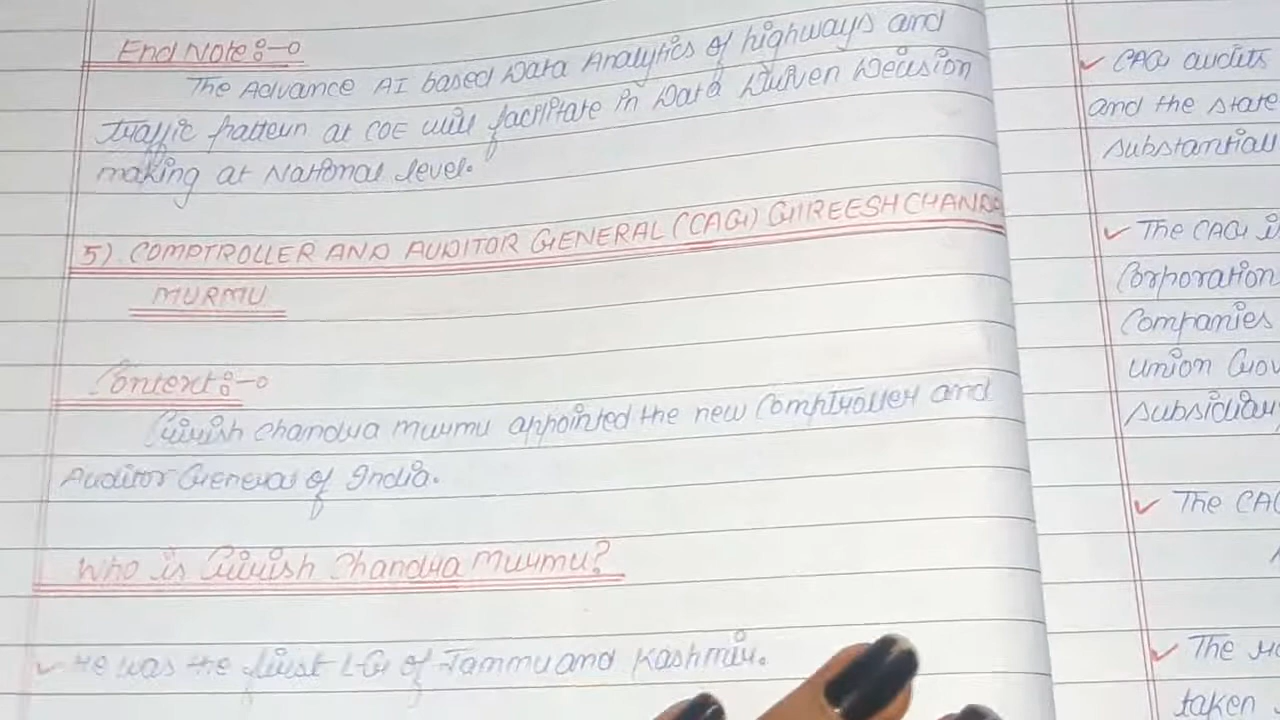 End Note:-
The Advance AI based Data Analytics of highways and
traffic pattern at COE will facilitate in Data Driven Decision
making at National level.
5) COMPTROLLER AND AUDITOR GENERAL (CAG) GIREESH CHANDRA
MURMU
Context:-
Girish Chandra Murmu appointed the new Comptroller and
Auditor General of India.
Who is Girish Chandra Murmu?
✓ He was the first LG of Jammu and Kashmir.
✓ CAG audits
and the state
substantiall
✓ The CAG i
Corporation
Companies
union Gov
subsidiary
✓ The CAG
✓ The
taken